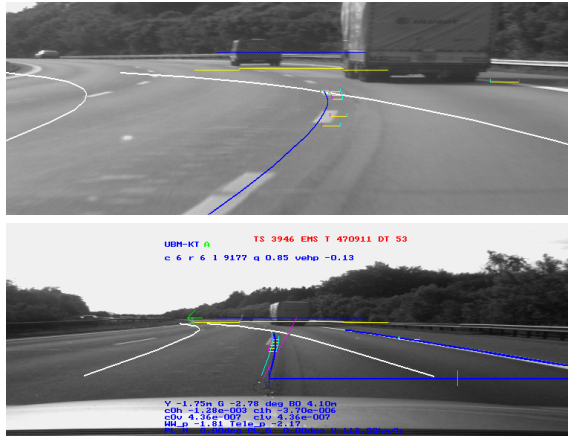 TS 3946 EMS T 470911 DT 53
UBM-KT A
c 6 r 6 l 9177 q 0.85 vehp -0.13
Y -1.75m G -2.78 deg BO 4.10m
c0h -1.28e-003 c1h -3.70e-006
c0v 4.36e-007 c1v 4.36e-007
WW_p -1.81 Tele_p -2.17